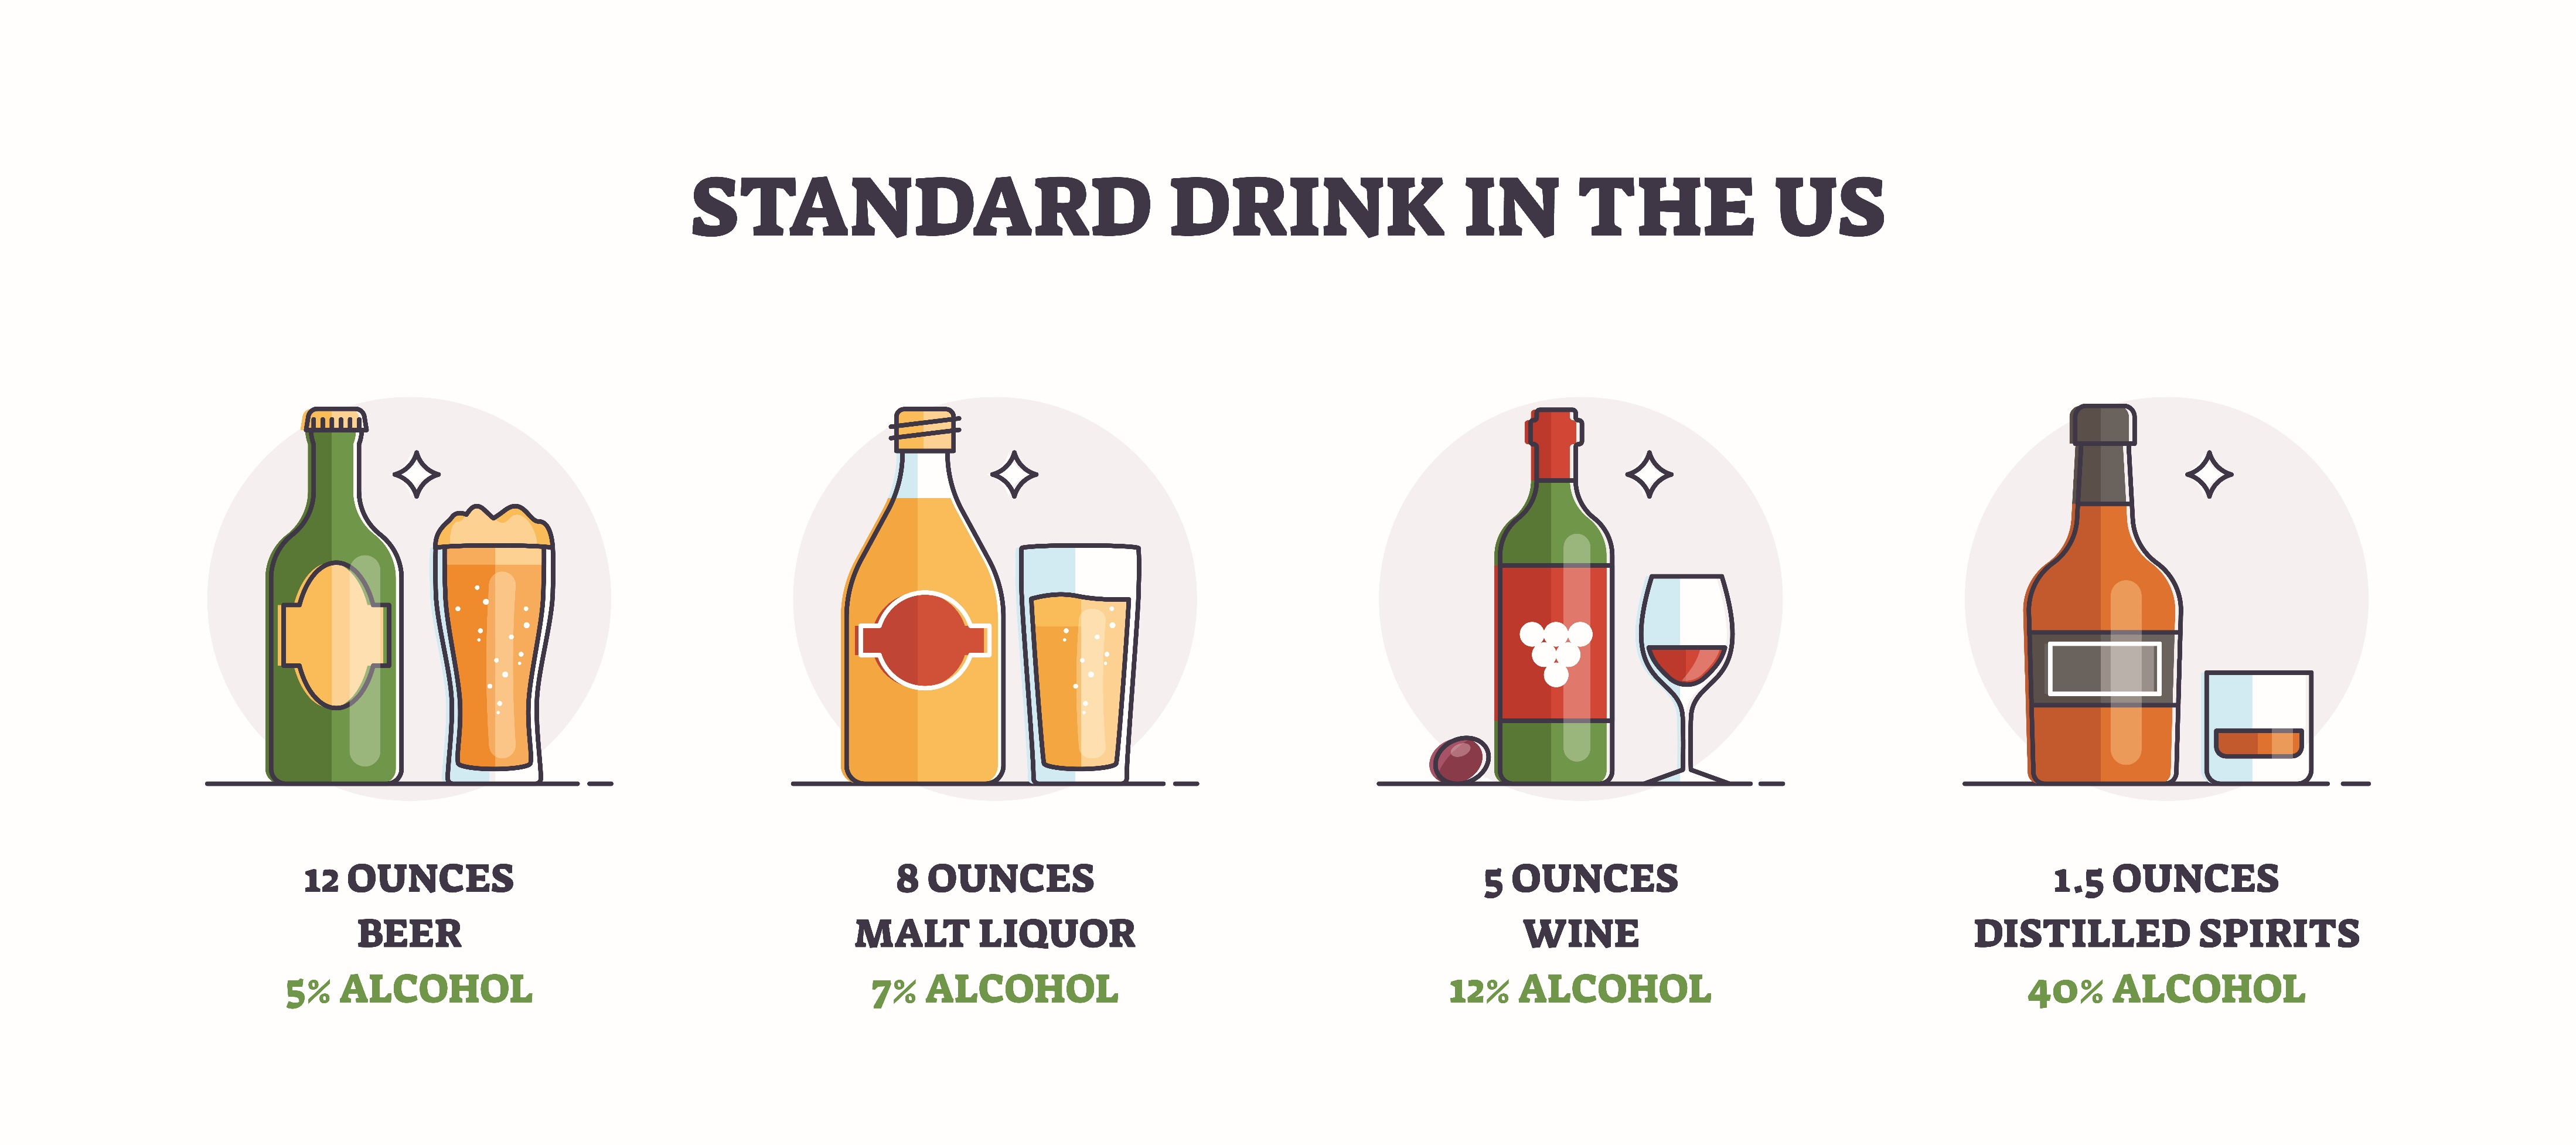 STANDARD DRINK IN THE US
12 OUNCES
BEER
5% ALCOHOL
8 OUNCES
MALT LIQUOR
7% ALCOHOL
5 OUNCES
WINE
12% ALCOHOL
1.5 OUNCES
DISTILLED SPIRITS
40% ALCOHOL